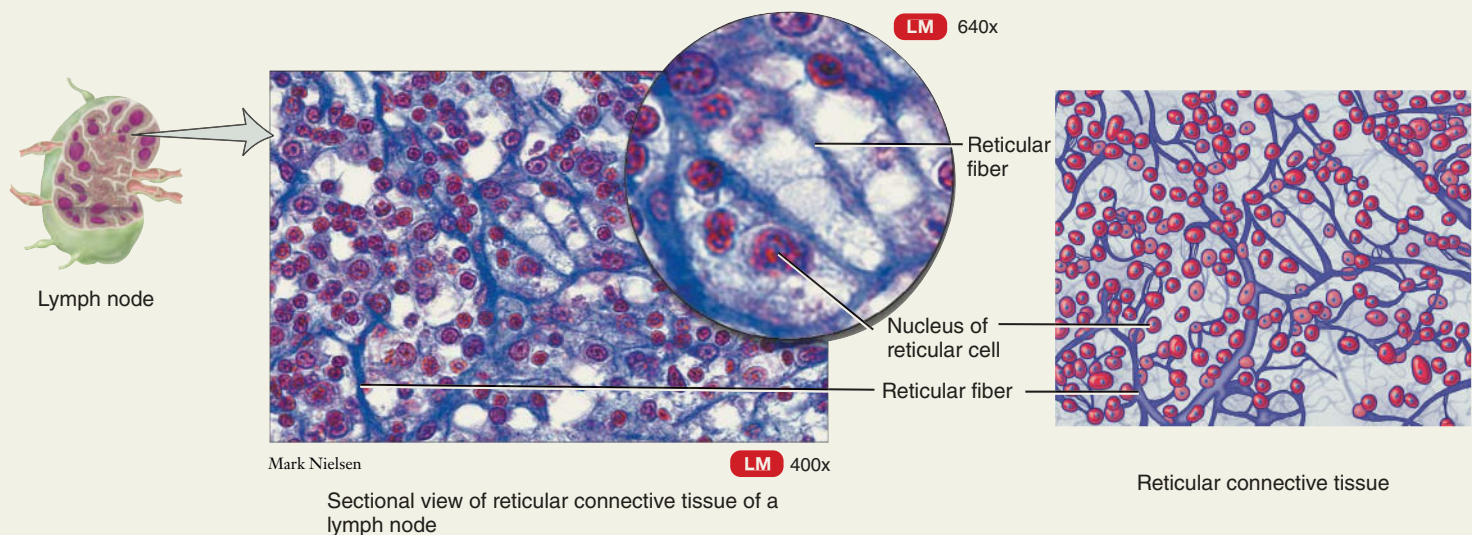 LM 640x
Reticular
fiber
Lymph node
Nucleus of
reticular cell
Reticular fiber
Mark Nielsen
LM 400x
Sectional view of reticular connective tissue of a
lymph node
Reticular connective tissue